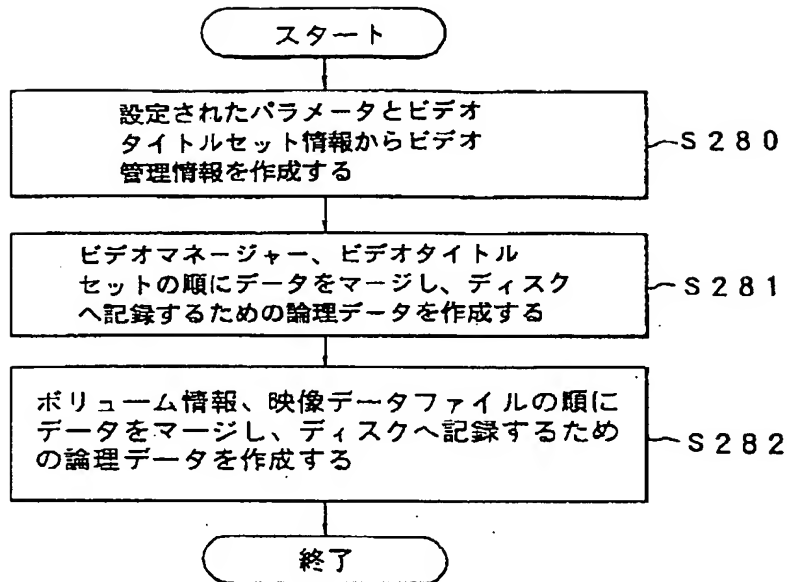 スタート
設定されたパラメータとビデオ
タイトルセット情報からビデオ
管理情報を作成する
S280
ビデオマネージャー、ビデオタイトル
セットの順にデータをマージし、ディスク
へ記録するための論理データを作成する
S281
ボリューム情報、映像データファイルの順に
データをマージし、ディスクへ記録するため
の論理データを作成する
S282
終了